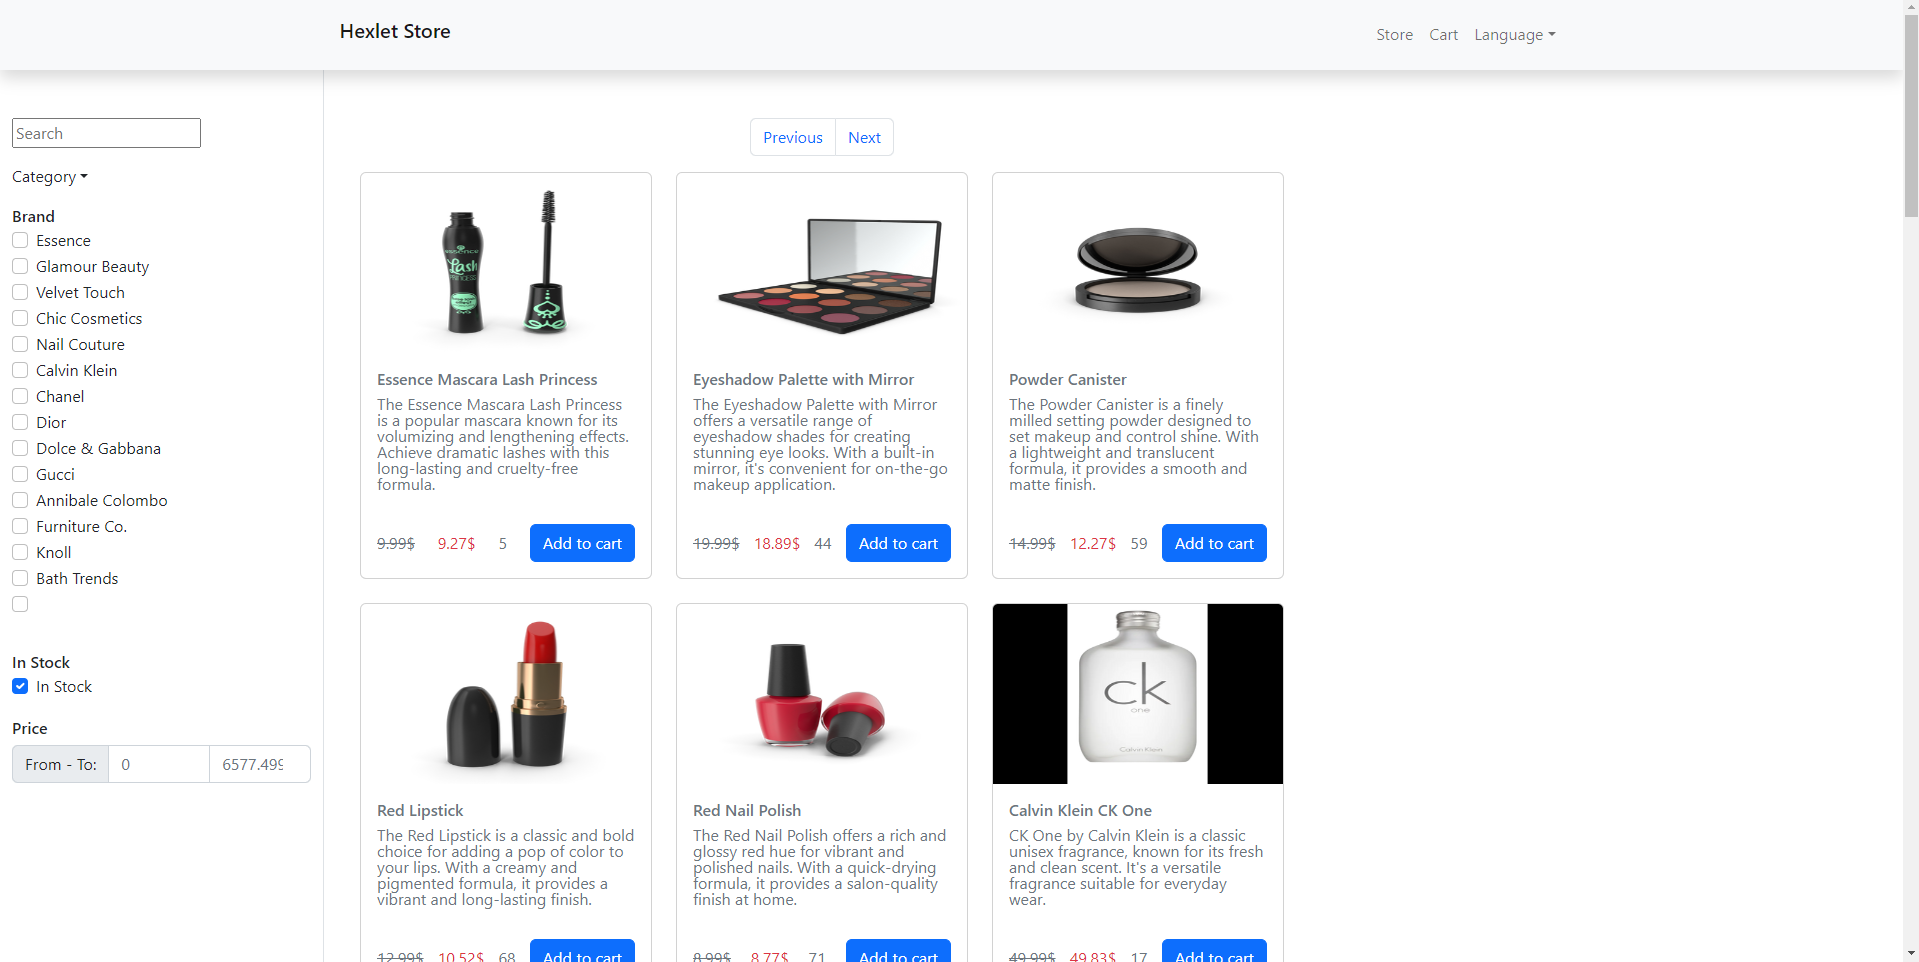 Hexlet Store
Store Cart Language
Search
Category
Brand
Essence
Glamour Beauty
Velvet Touch
Chic Cosmetics
Nail Couture
Calvin Klein
Chanel
Dior
Dolce & Gabbana
Gucci
Annibale Colombo
Furniture Co.
Knoll
Bath Trends
In Stock
In Stock
Price
From - To: 0 6577.499
Previous Next
essence
Lash
PRINCESS
Essence Mascara Lash Princess
The Essence Mascara Lash Princess
is a popular mascara known for its
volumizing and lengthening effects.
Achieve dramatic lashes with this
long-lasting and cruelty-free
formula.
9.99$ 9.27$ 5 Add to cart
Eyeshadow Palette with Mirror
The Eyeshadow Palette with Mirror
offers a versatile range of
eyeshadow shades for creating
stunning eye looks. With a built-in
mirror, it's convenient for on-the-go
makeup application.
19.99$ 18.89$ 44 Add to cart
Powder Canister
The Powder Canister is a finely
milled setting powder designed to
set makeup and control shine. With
a lightweight and translucent
formula, it provides a smooth and
matte finish.
14.99$ 12.27$ 59 Add to cart
Red Lipstick
The Red Lipstick is a classic and bold
choice for adding a pop of color to
your lips. With a creamy and
pigmented formula, it provides a
vibrant and long-lasting finish.
12.99$ 10.52$ 68 Add to cart
Red Nail Polish
The Red Nail Polish offers a rich and
glossy red hue for vibrant and
polished nails. With a quick-drying
formula, it provides a salon-quality
finish at home.
8.99$ 8.77$ 71 Add to cart
ck
one
Calvin Klein
Calvin Klein CK One
CK One by Calvin Klein is a classic
unisex fragrance, known for its fresh
and clean scent. It's a versatile
fragrance suitable for everyday
wear.
49.99$ 49.83$ 17 Add to cart